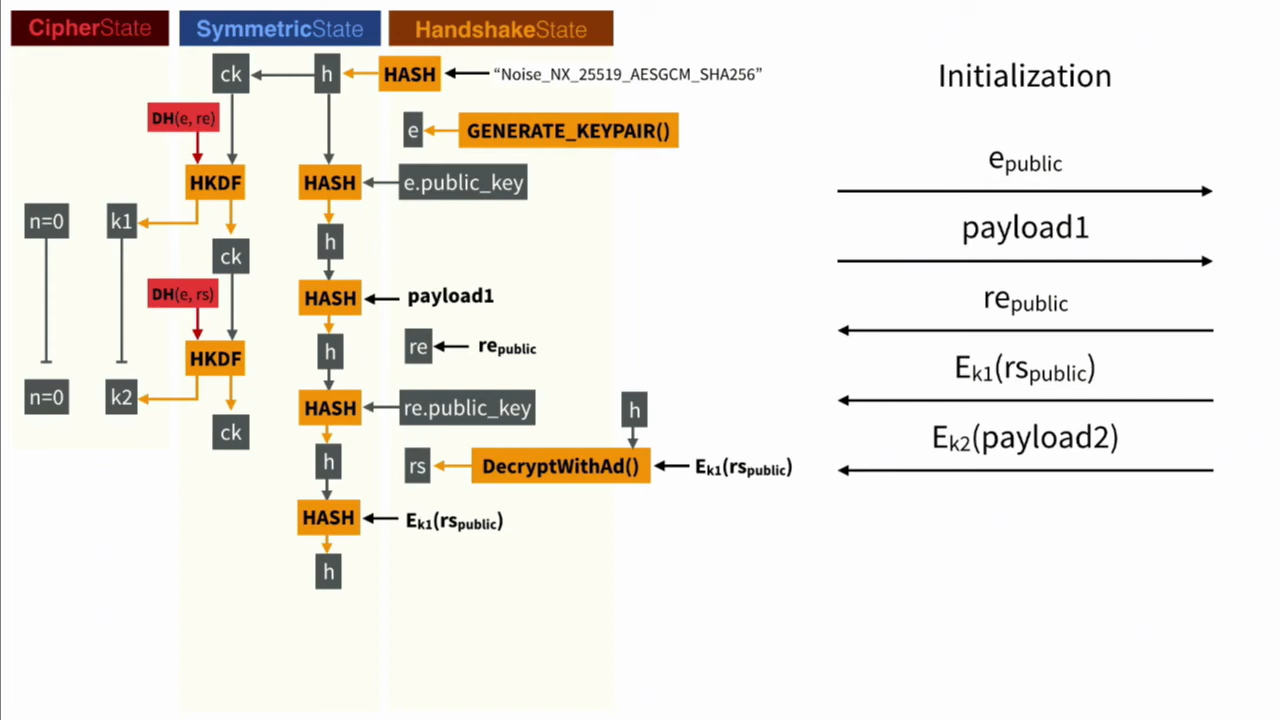 CipherState SymmetricState HandshakeState
ck h HASH “Noise_NX_25519_AESGCM_SHA256” Initialization
DH(e, re) e GENERATE_KEYPAIR()
epublic
HKDF HASH e.public_key
n=0 k1 payload1
h
ck
DH(e, rs) HASH payload1 republic
h re republic
HKDF Ek1(rspublic)
n=0 k2 HASH re.public_key h
ck Ek2(payload2)
h rs DecryptWithAd() Ek1(rspublic)
HASH Ek1(rspublic)
h